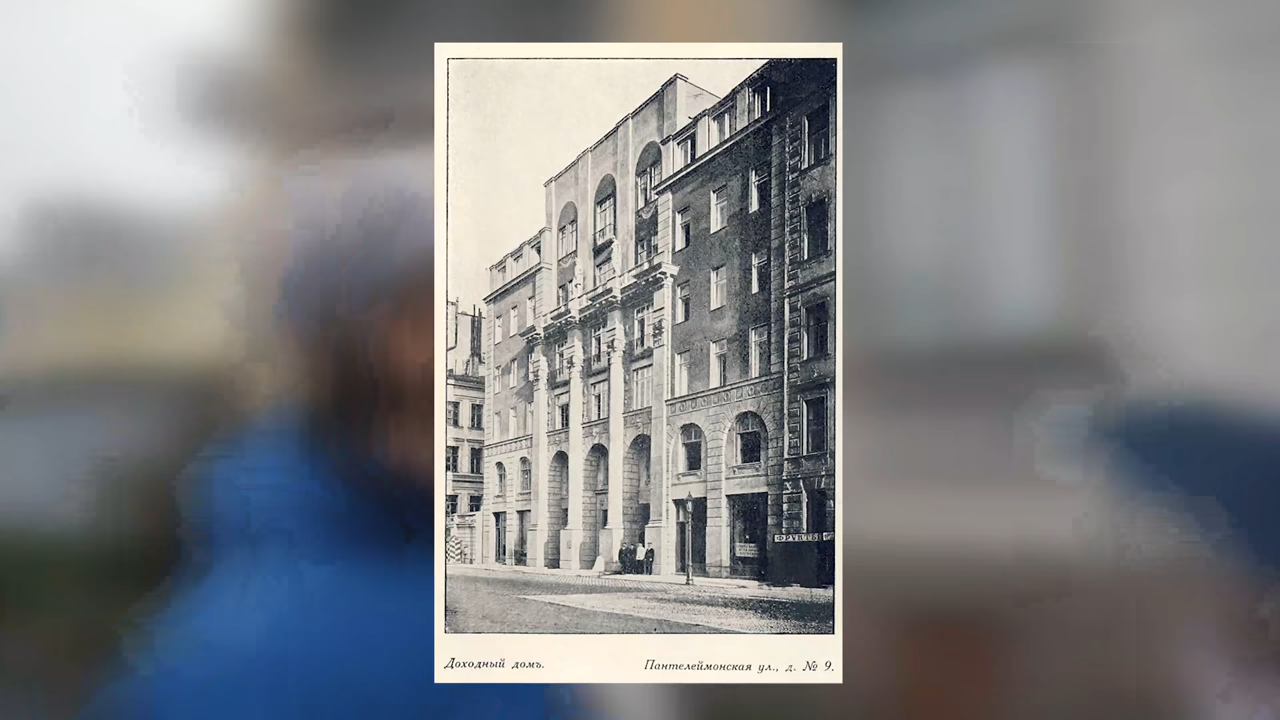 ФРУКТЫ
Доходный домъ.
Пантелеймонская ул., д. № 9.